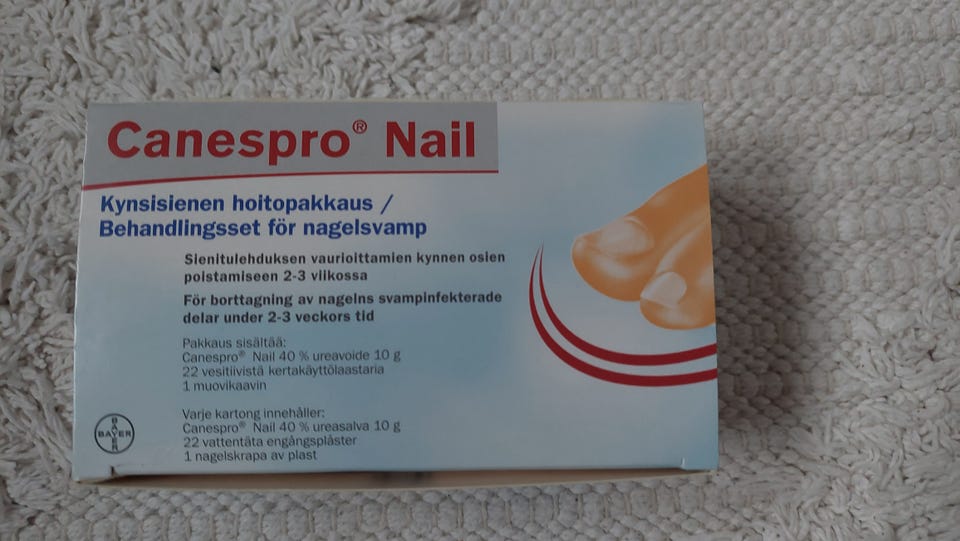 Canespro® Nail
Kynsisienen hoitopakkaus /
Behandlingsset för nagelsvamp
Sienitulehduksen vaurioittamien kynnen osien
poistamiseen 2-3 viikossa
För borttagning av nagelns svampinfekterade
delar under 2-3 veckors tid
Pakkaus sisältää:
Canespro® Nail 40 % ureavoide 10 g
22 vesitiivistä kertakäyttölaastaria
1 muovikaavin
Varje kartong innehåller:
Canespro® Nail 40 % ureasalva 10 g
22 vattentäta engångsplåster
1 nagelskrapa av plast
BAYER
BAYER